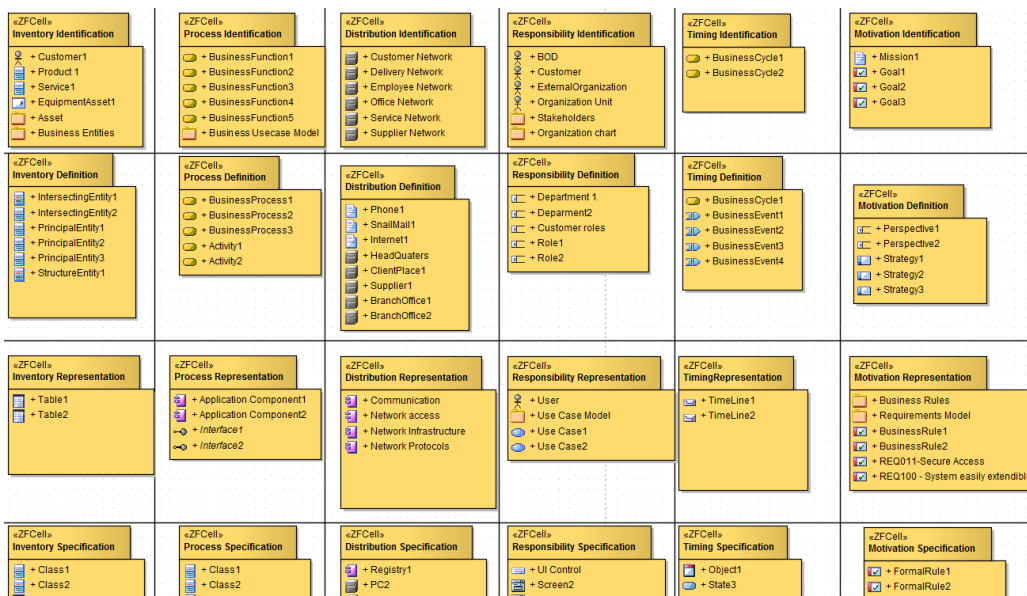 «ZFCell»
Inventory Identification
+ Customer1
+ Product 1
+ Service1
+ EquipmentAsset1
+ Asset
+ Business Entities
«ZFCell»
Process Identification
+ BusinessFunction1
+ BusinessFunction2
+ BusinessFunction3
+ BusinessFunction4
+ BusinessFunction5
+ Business Usecase Model
«ZFCell»
Distribution Identification
+ Customer Network
+ Delivery Network
+ Employee Network
+ Office Network
+ Service Network
+ Supplier Network
«ZFCell»
Responsibility Identification
+ BOD
+ Customer
+ ExternalOrganization
+ Organization Unit
+ Stakeholders
+ Organization chart
«ZFCell»
Timing Identification
+ BusinessCycle1
+ BusinessCycle2
«ZFCell»
Motivation Identification
+ Mission1
+ Goal1
+ Goal2
+ Goal3
«ZFCell»
Inventory Definition
+ IntersectingEntity1
+ IntersectingEntity2
+ PrincipalEntity1
+ PrincipalEntity2
+ PrincipalEntity3
+ StructureEntity1
«ZFCell»
Process Definition
+ BusinessProcess1
+ BusinessProcess2
+ BusinessProcess3
+ Activity1
+ Activity2
«ZFCell»
Distribution Definition
+ Phone1
+ SnailMail1
+ Internet1
+ HeadQuaters
+ ClientPlace1
+ Supplier1
+ BranchOffice1
+ BranchOffice2
«ZFCell»
Responsibility Definition
+ Department 1
+ Deparment2
+ Customer roles
+ Role1
+ Role2
«ZFCell»
Timing Definition
+ BusinessCycle1
+ BusinessEvent1
+ BusinessEvent2
+ BusinessEvent3
+ BusinessEvent4
«ZFCell»
Motivation Definition
+ Perspective1
+ Perspective2
+ Strategy1
+ Strategy2
+ Strategy3
«ZFCell»
Inventory Representation
+ Table1
+ Table2
«ZFCell»
Process Representation
+ Application Component1
+ Application Component2
+ Interface1
+ Interface2
«ZFCell»
Distribution Representation
+ Communication
+ Network access
+ Network Infrastructure
+ Network Protocols
«ZFCell»
Responsibility Representation
+ User
+ Use Case Model
+ Use Case1
+ Use Case2
«ZFCell»
TimingRepresentation
+ TimeLine1
+ TimeLine2
«ZFCell»
Motivation Representation
+ Business Rules
+ Requirements Model
+ BusinessRule1
+ BusinessRule2
+ REQ011-Secure Access
+ REQ100 - System easily extendible
«ZFCell»
Inventory Specification
+ Class1
+ Class2
«ZFCell»
Process Specification
+ Class1
+ Class2
«ZFCell»
Distribution Specification
+ Registry1
+ PC2
«ZFCell»
Responsibility Specification
+ UI Control
+ Screen2
«ZFCell»
Timing Specification
+ Object1
+ State3
«ZFCell»
Motivation Specification
+ FormalRule1
+ FormalRule2